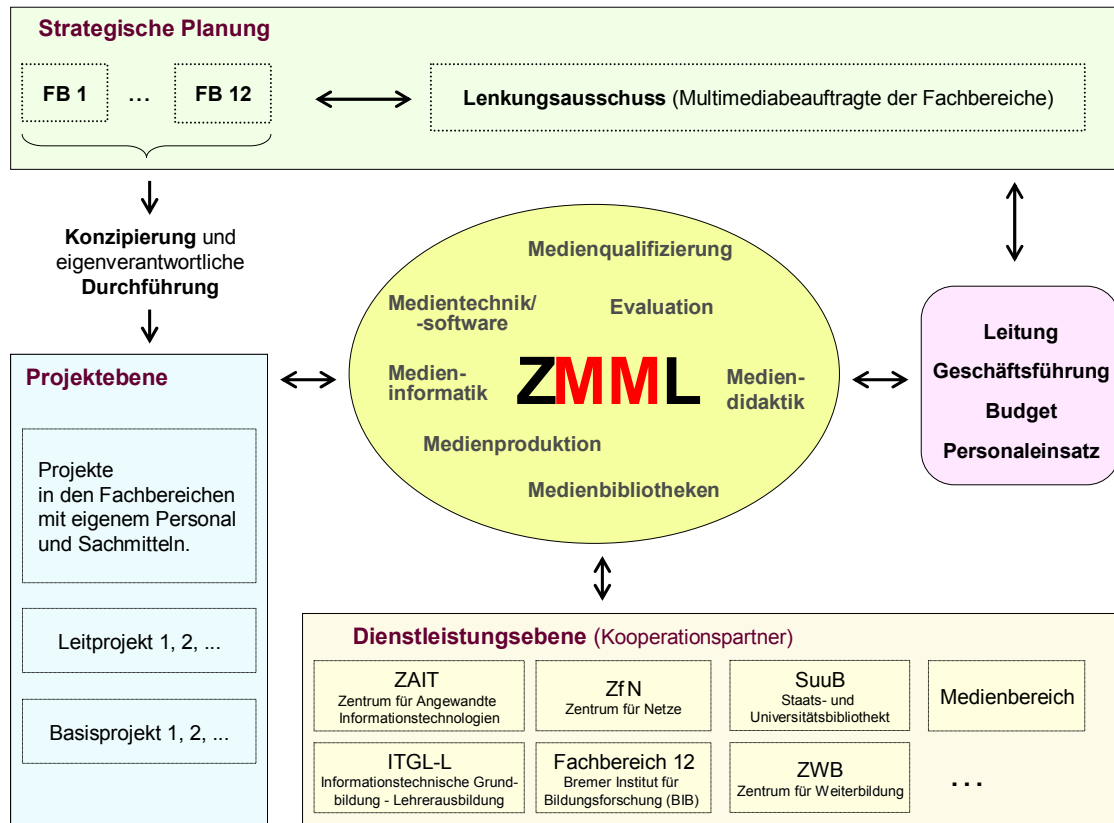 Strategische Planung
FB 1 ... FB 12
Lenkungsausschuss (Multimediabeauftragte der Fachbereiche)
Konzipierung und
eigenverantwortliche
Durchführung
Projektebene
Projekte
in den Fachbereichen
mit eigenem Personal
und Sachmitteln.
Leitprojekt 1, 2, ...
Basisprojekt 1, 2, ...
Medienqualifizierung
Medientechnik/
-software
Evaluation
Medien-
informatik
ZMML
Medien-
didaktik
Medienproduktion
Medienbibliotheken
Leitung
Geschäftsführung
Budget
Personaleinsatz
Dienstleistungsebene (Kooperationspartner)
ZAIT
Zentrum für Angewandte
Informationstechnologien
ZfN
Zentrum für Netze
SuuB
Staats- und
Universitätsbibliothekt
Medienbereich
ITGL-L
Informationstechnische Grund-
bildung - Lehrerausbildung
Fachbereich 12
Bremer Institut für
Bildungsforschung (BIB)
ZWB
Zentrum für Weiterbildung
...